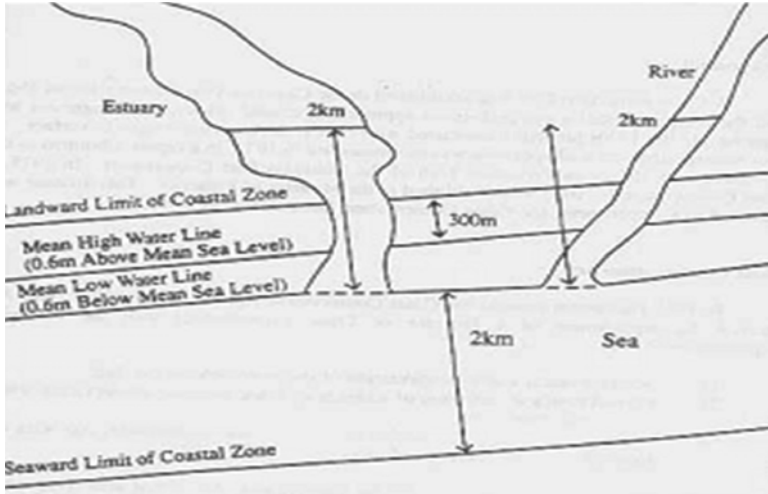 River
Estuary
2km
2km
Landward Limit of Coastal Zone
300m
Mean High Water Line
(0.6m Above Mean Sea Level)
Mean Low Water Line
(0.6m Below Mean Sea Level)
2km
Sea
Seaward Limit of Coastal Zone